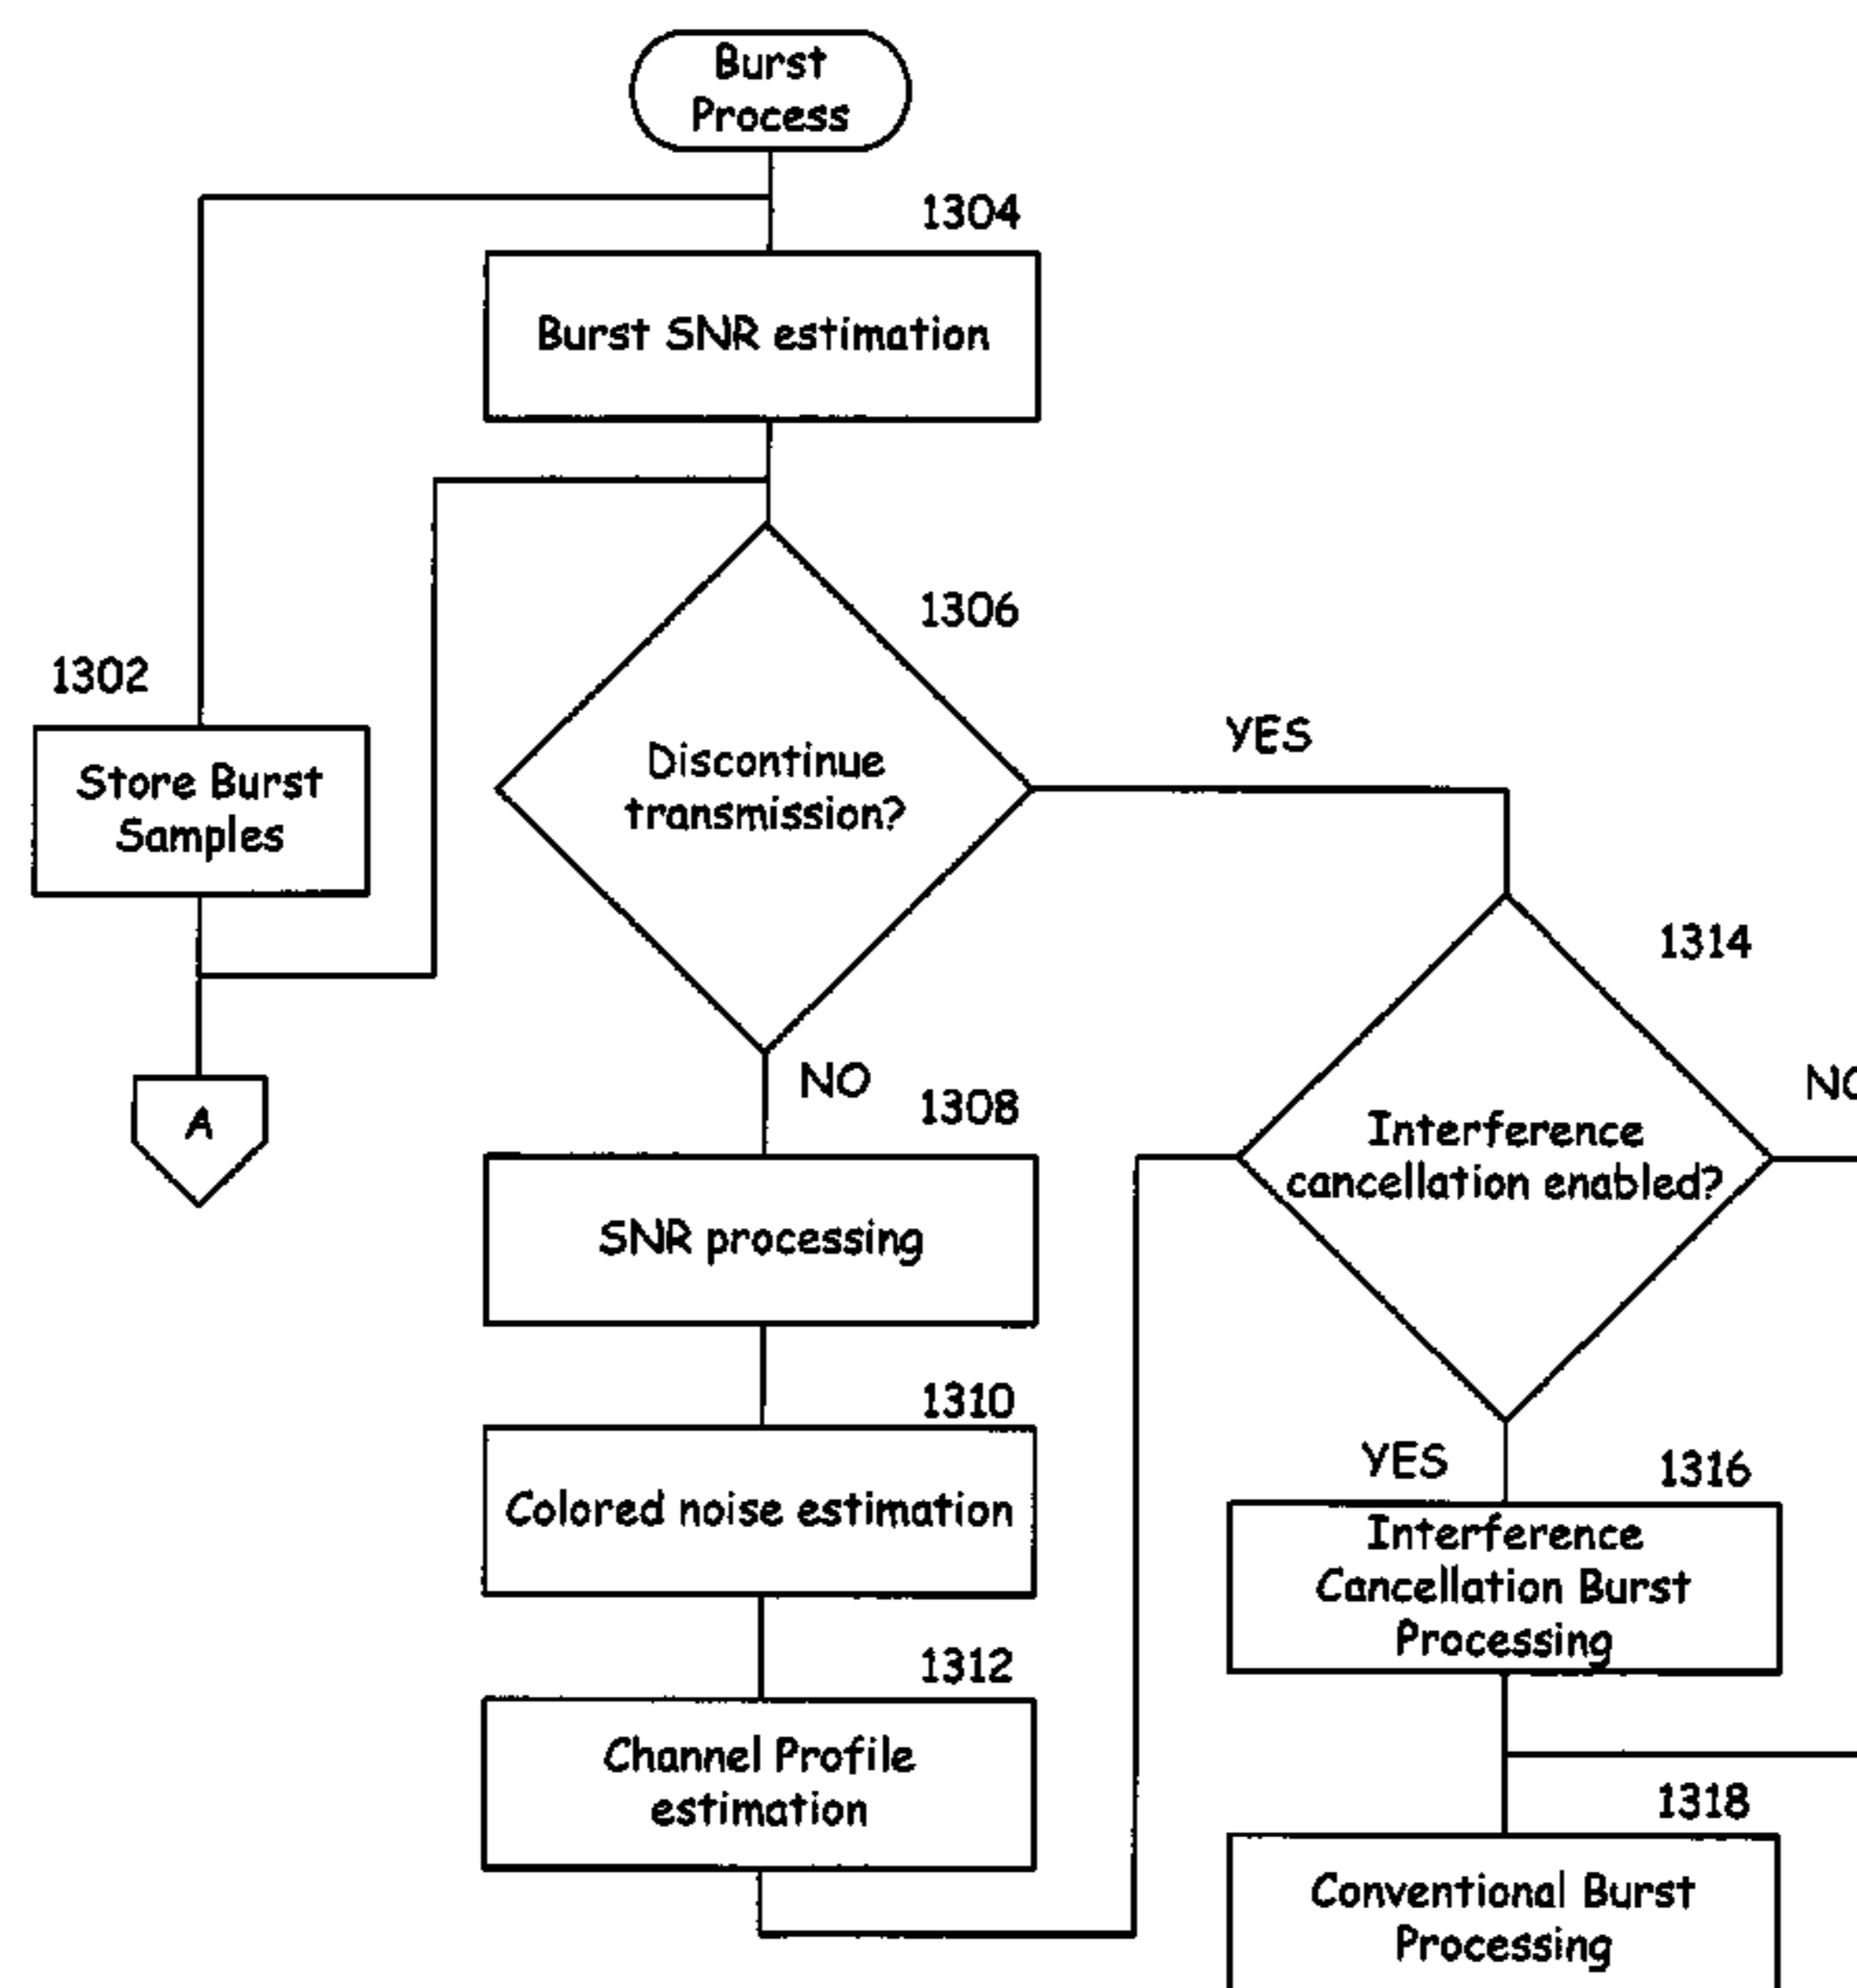 Burst
Process
1304
Burst SNR estimation
1306
1302
Discontinue
transmission?
YES
Store Burst
Samples
1314
A
NO
1308
NO
Interference
cancellation enabled?
SNR processing
1310
YES
1316
Colored noise estimation
Interference
Cancellation Burst
Processing
1312
Channel Profile
estimation
1318
Conventional Burst
Processing